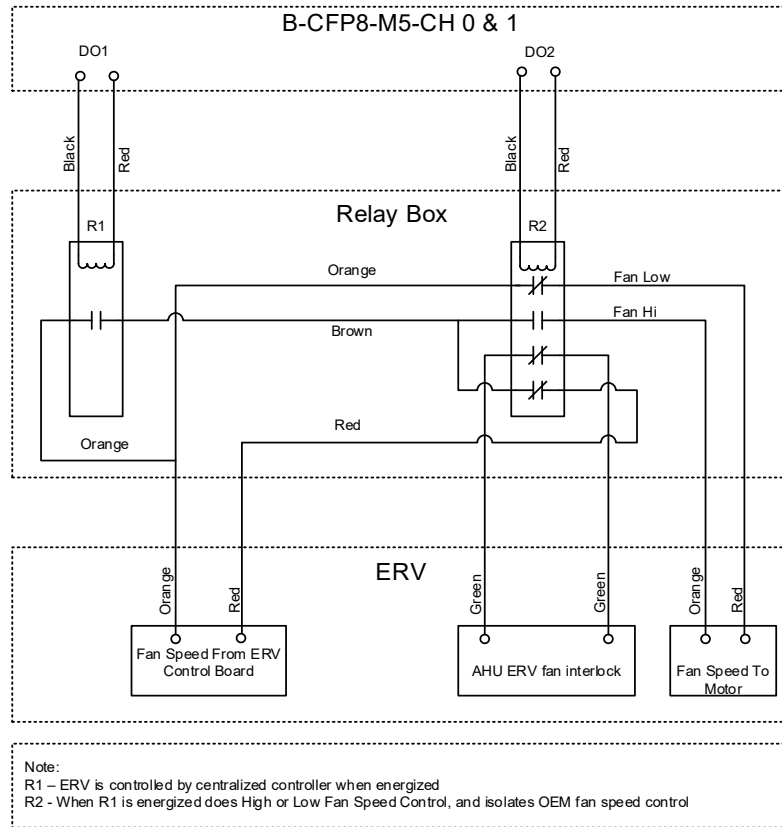 B-CFP8-M5-CH 0 & 1
DO1
DO2
Black
Red
Black
Red
Relay Box
R1
R2
Orange
Fan Low
Fan Hi
Brown
Red
Orange
ERV
Orange
Red
Green
Green
Orange
Red
Fan Speed From ERV
Control Board
AHU ERV fan interlock
Fan Speed To
Motor
Note:
R1 – ERV is controlled by centralized controller when energized
R2 - When R1 is energized does High or Low Fan Speed Control, and isolates OEM fan speed control